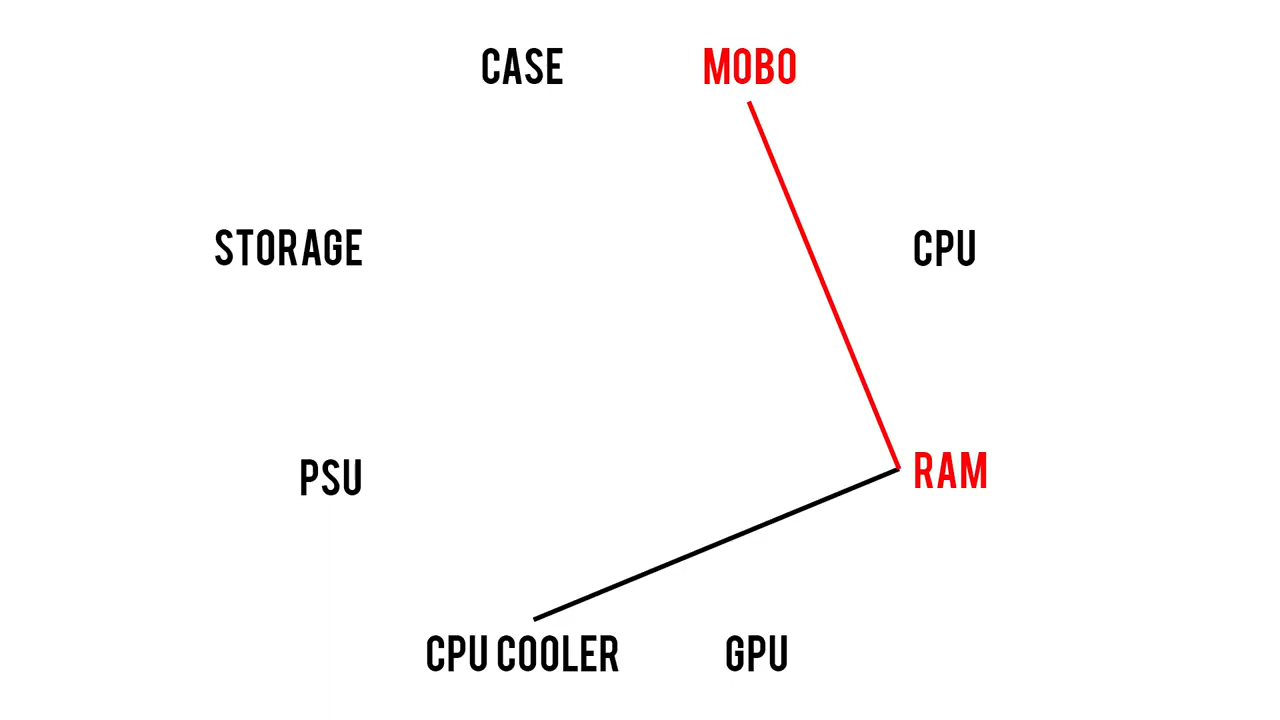 CASE
MOBO
STORAGE
CPU
PSU
RAM
CPU COOLER
GPU